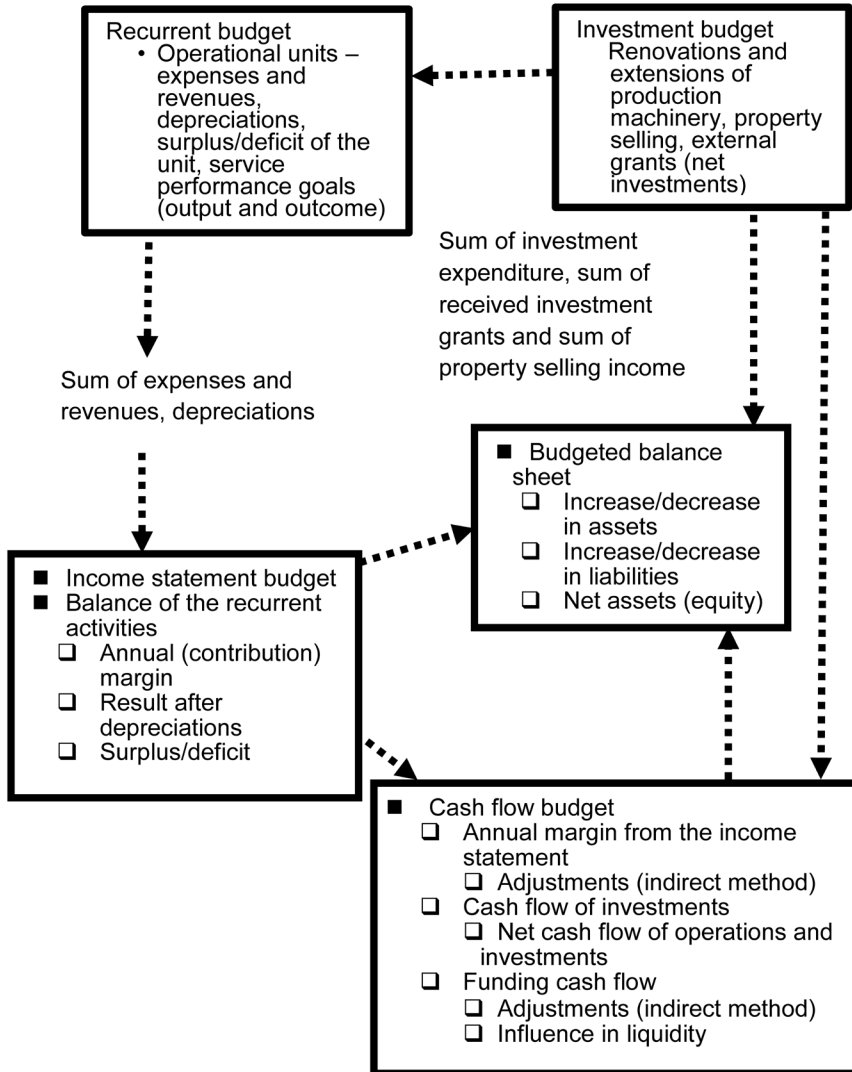 Recurrent budget
• Operational units –
expenses and
revenues,
depreciations,
surplus/deficit of the
unit, service
performance goals
(output and outcome)
Investment budget
Renovations and
extensions of
production
machinery, property
selling, external
grants (net
investments)
Sum of investment
expenditure, sum of
received investment
grants and sum of
property selling income
Sum of expenses and
revenues, depreciations
■ Budgeted balance
sheet
❑ Increase/decrease
in assets
❑ Increase/decrease
in liabilities
❑ Net assets (equity)
■ Income statement budget
■ Balance of the recurrent
activities
❑ Annual (contribution)
margin
❑ Result after
depreciations
❑ Surplus/deficit
■ Cash flow budget
❑ Annual margin from the income
statement
❑ Adjustments (indirect method)
❑ Cash flow of investments
❑ Net cash flow of operations and
investments
❑ Funding cash flow
❑ Adjustments (indirect method)
❑ Influence in liquidity